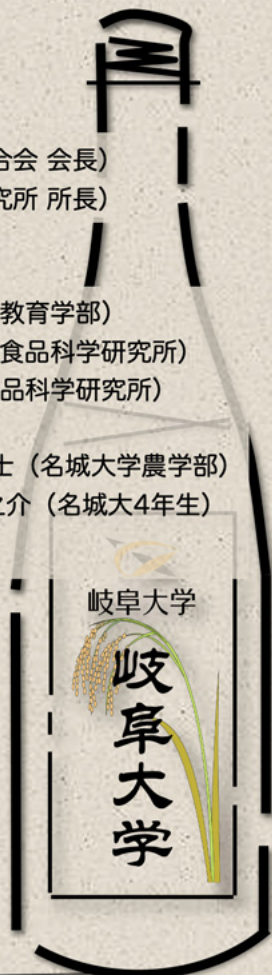 合会 会長）
究所 所長）
教育学部）
食品科学研究所）
品科学研究所）
士（名城大学農学部）
介（名城大4年生）
岐阜大学
岐阜大学